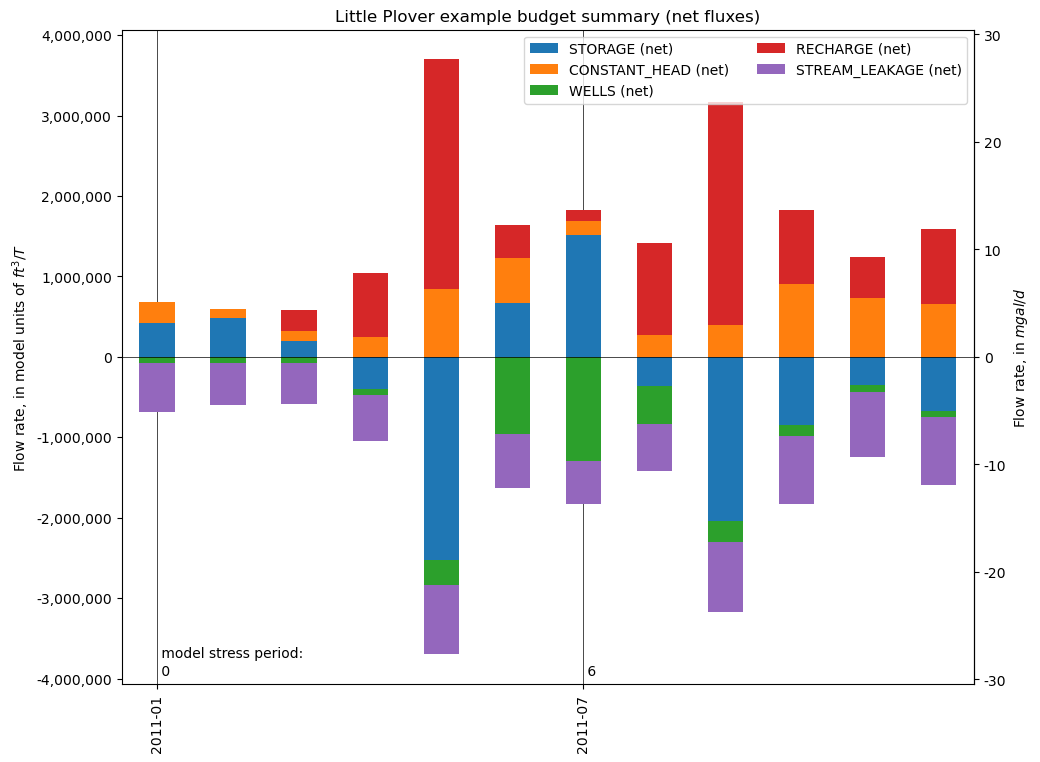 Little Plover example budget summary (net fluxes)
STORAGE (net)
CONSTANT_HEAD (net)
WELLS (net)
RECHARGE (net)
STREAM_LEAKAGE (net)
Flow rate, in model units of ft³/T
4,000,000
3,000,000
2,000,000
1,000,000
0
-1,000,000
-2,000,000
-3,000,000
-4,000,000
30
20
10
0
-10
-20
-30
Flow rate, in mgal/d
model stress period:
0
6
2011-01
2011-07